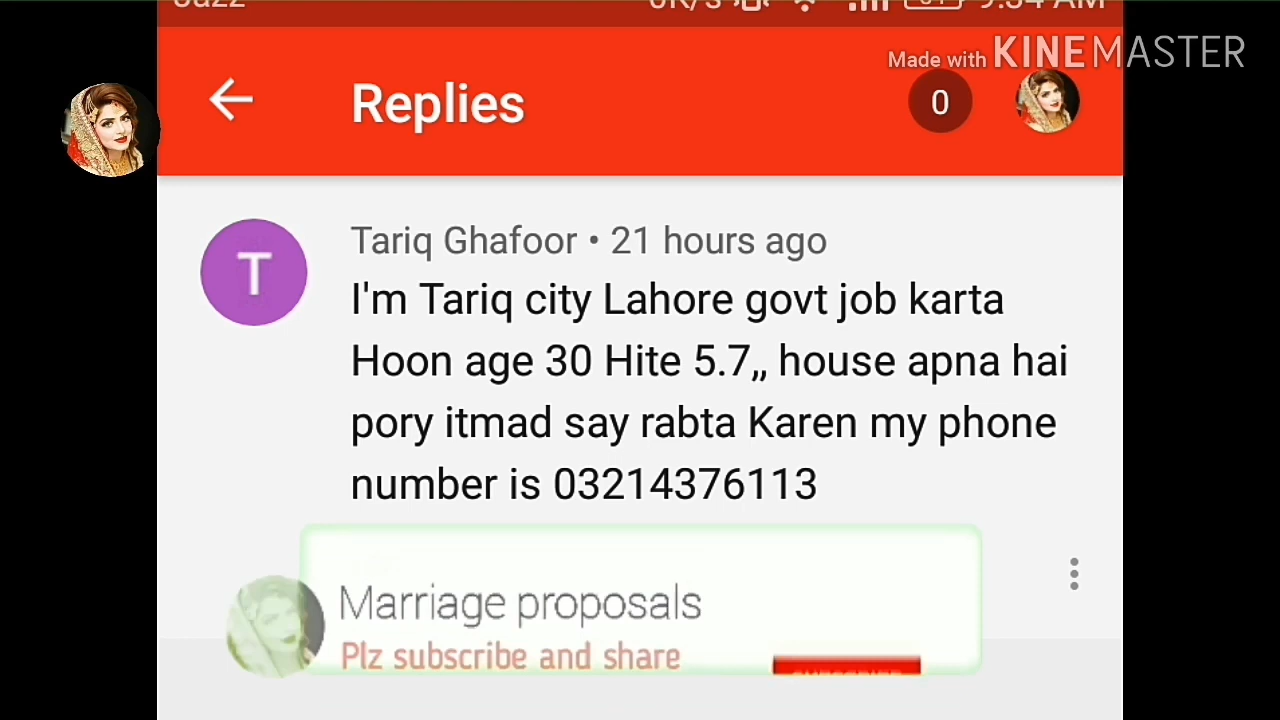 Made with KINEMASTER
Replies
0
T
Tariq Ghafoor • 21 hours ago
I'm Tariq city Lahore govt job karta
Hoon age 30 Hite 5.7,, house apna hai
pory itmad say rabta Karen my phone
number is 03214376113
Marriage proposals
Plz subscribe and share